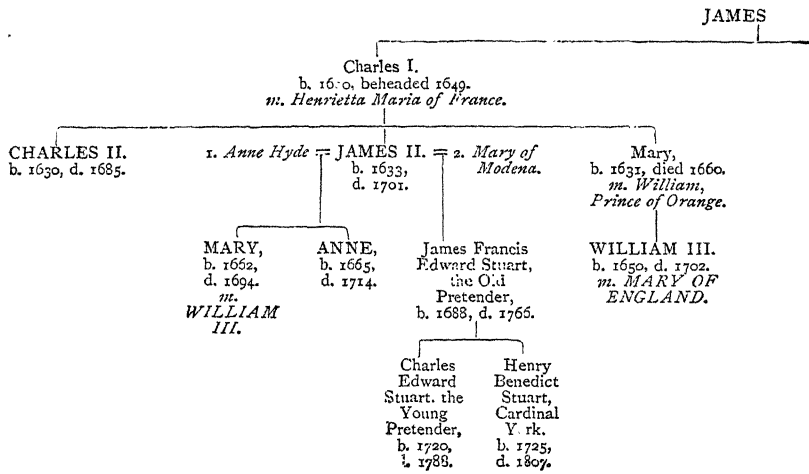 JAMES
Charles I.
b. beheaded 1649.
m. Henrietta Maria of France.
CHARLES II.
b. 1630, d. 1685.
1. Anne Hyde = JAMES II. = 2. Mary of
Modena.
b. 1633,
d. 1701.
Mary,
b. 1631, died 1660.
m. William,
Prince of Orange.
MARY,
b. 1662,
d. 1694.
m.
WILLIAM
III.
ANNE,
b. 1665,
d. 1714.
James Francis
Edward Stuart,
the Old
Pretender,
b. 1688, d. 1766.
WILLIAM III.
b. 1650, d. 1702.
m. MARY OF
ENGLAND.
Charles
Edward
Stuart. the
Young
Pretender,
b. 1720,
1788.
Henry
Benedict
Stuart,
Cardinal
b. 1725,
d. 1807.